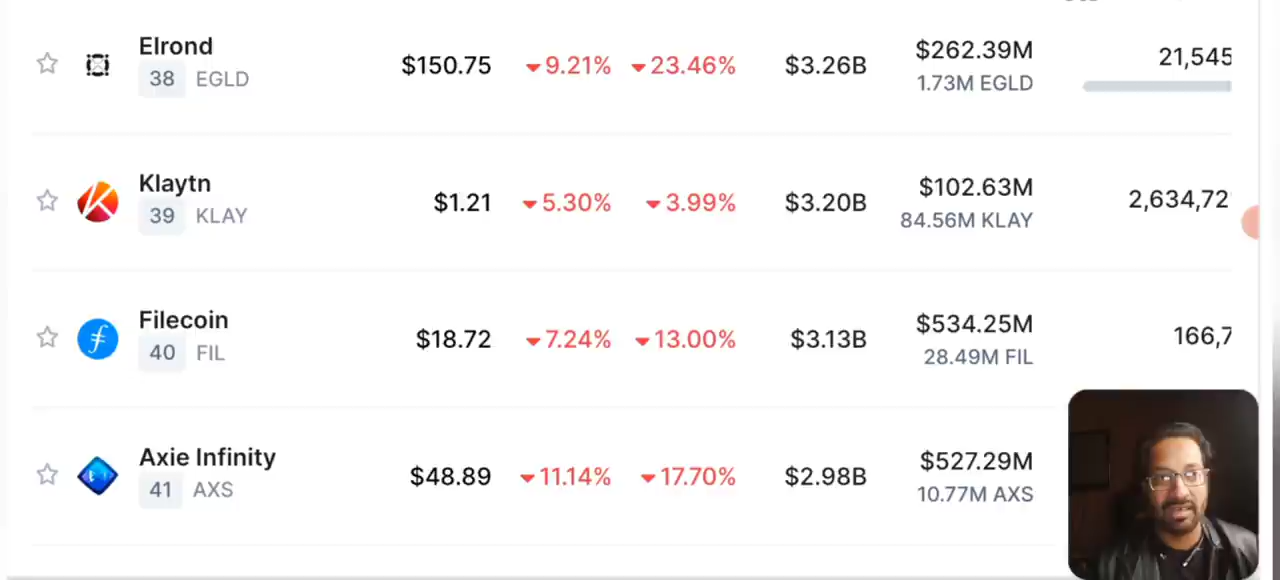 Elrond
38 EGLD
$150.75
9.21%
23.46%
$3.26B
$262.39M
1.73M EGLD
21,545
Klaytn
39 KLAY
$1.21
5.30%
3.99%
$3.20B
$102.63M
84.56M KLAY
2,634,72
Filecoin
40 FIL
$18.72
7.24%
13.00%
$3.13B
$534.25M
28.49M FIL
166,7
Axie Infinity
41 AXS
$48.89
11.14%
17.70%
$2.98B
$527.29M
10.77M AXS